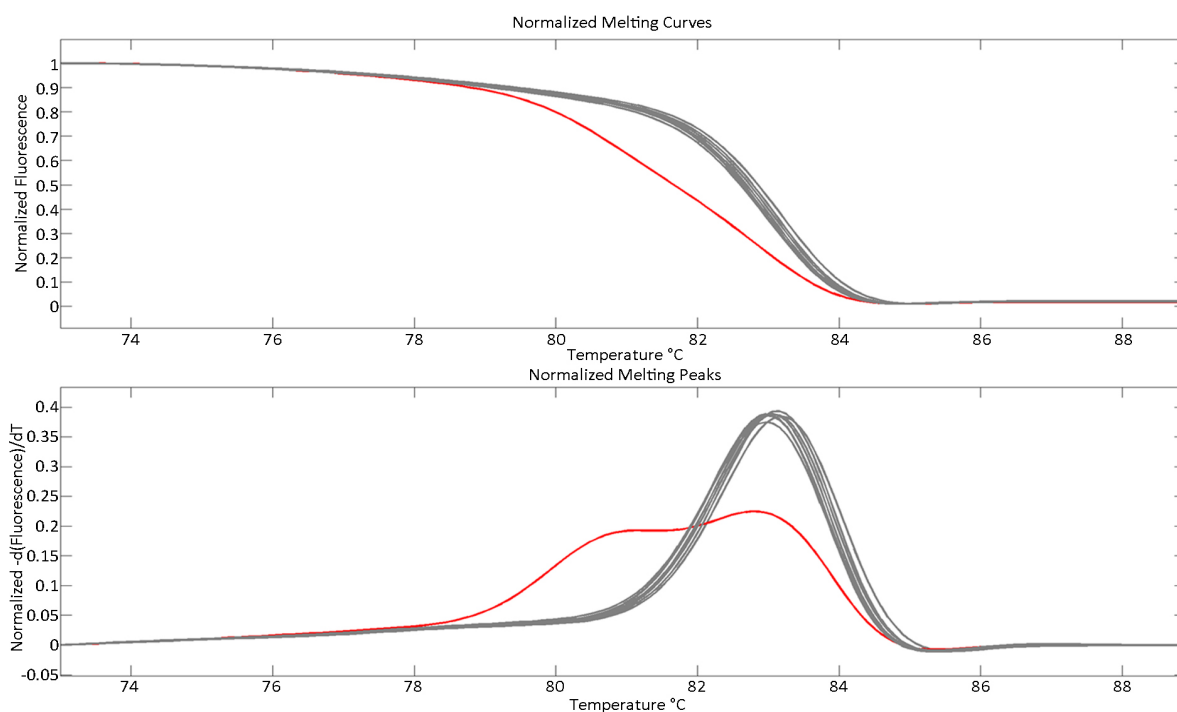 Normalized Melting Curves
Normalized Fluorescence
1
0.9
0.8
0.7
0.6
0.5
0.4
0.3
0.2
0.1
0
74 76 78 80 82 84 86 88
Temperature °C
Normalized Melting Peaks
Normalized -d(Fluorescence)/dT
0.4
0.35
0.3
0.25
0.2
0.15
0.1
0.05
0
-0.05
74 76 78 80 82 84 86 88
Temperature °C